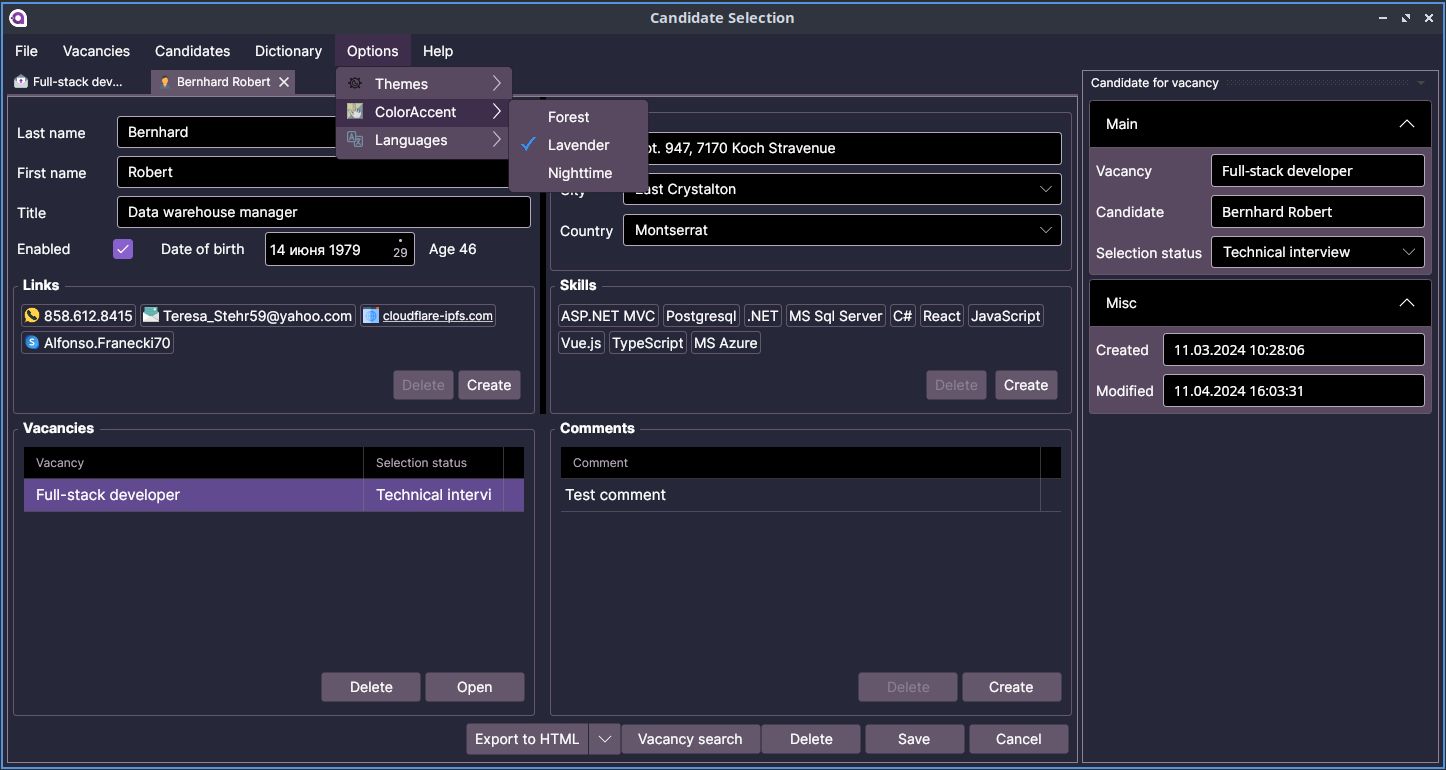 Candidate Selection
File Vacancies Candidates Dictionary Options Help
Full-stack dev... Bernhard Robert
Themes
ColorAccent
Languages
Forest
Lavender
Nighttime
Last name Bernhard
First name Robert
Title Data warehouse manager
Enabled Date of birth 14 июня 1979 29 Age 46
947, 7170 Koch Stravenue
City East Crystalton
Country Montserrat
Links
858.612.8415 Teresa_Stehr59@yahoo.com cloudflare-ipfs.com
Alfonso.Franecki70
Delete Create
Skills
ASP.NET MVC Postgresql .NET MS Sql Server C# React JavaScript
Vue.js TypeScript MS Azure
Delete Create
Vacancies
Vacancy Selection status
Full-stack developer Technical intervi
Delete Open
Comments
Comment
Test comment
Delete Create
Export to HTML Vacancy search Delete Save Cancel
Candidate for vacancy
Main
Vacancy Full-stack developer
Candidate Bernhard Robert
Selection status Technical interview
Misc
Created 11.03.2024 10:28:06
Modified 11.04.2024 16:03:31